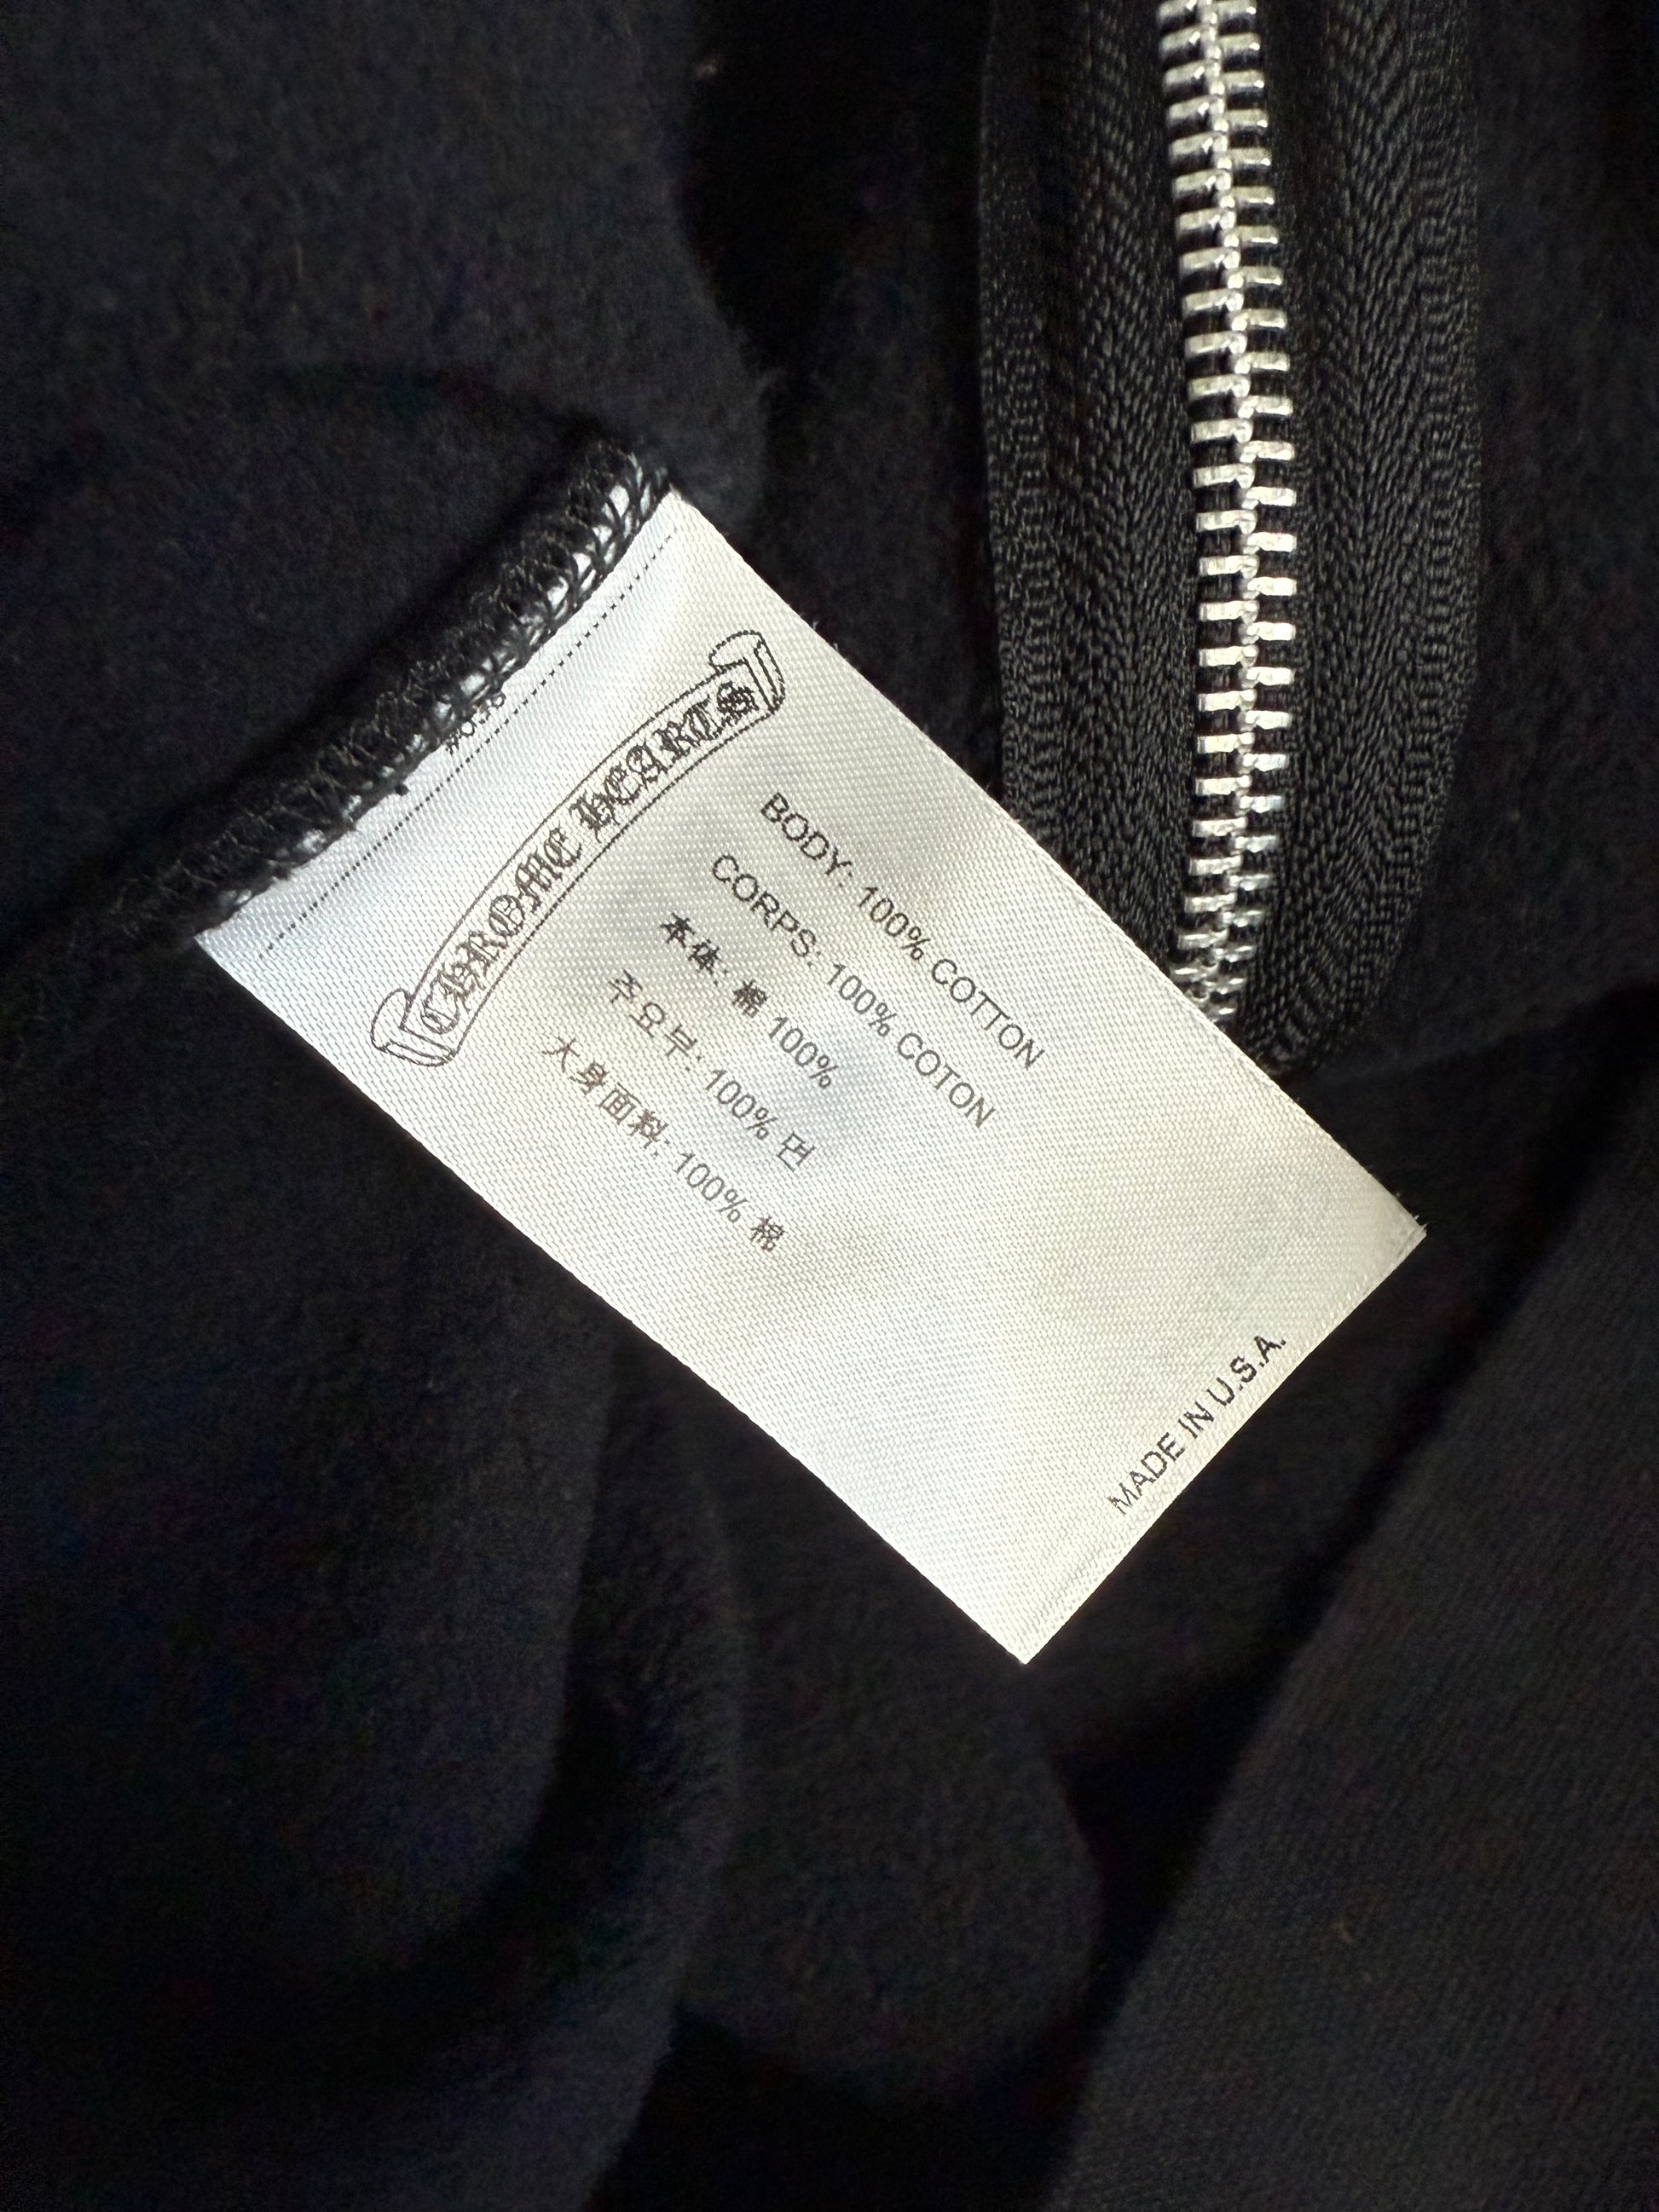 CHROME HEARTS
BODY: 100% COTTON
CORPS: 100% COTON
本体: 棉 100%
주요부: 100% 면
大身面料: 100% 棉
MADE IN U.S.A.